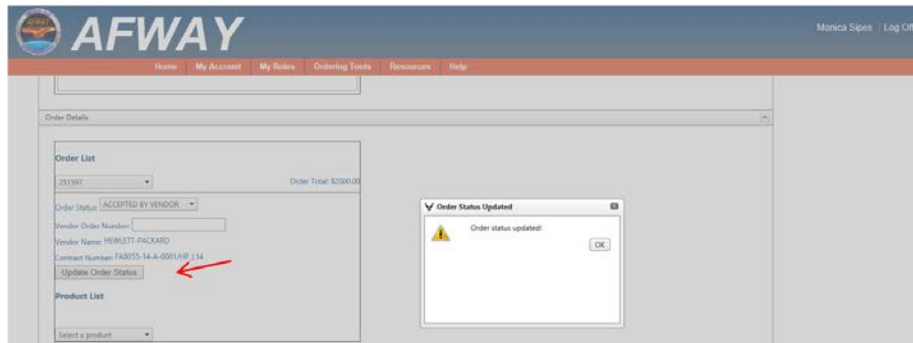 AFWAY
AFWAY
Monica Sipes Log Off
Home My Account My Roles Ordering Tools Resources Help
Order Details
Order List
251997 Order Total: $2000.00
Order Status: ACCEPTED BY VENDOR
Vendor Order Number:
Vendor Name: HEWLETT-PACKARD
Contract Number: FA8055-14-A-0001/HP_L14
Update Order Status
Product List
Select a product
Order Status Updated
Order status updated!
OK